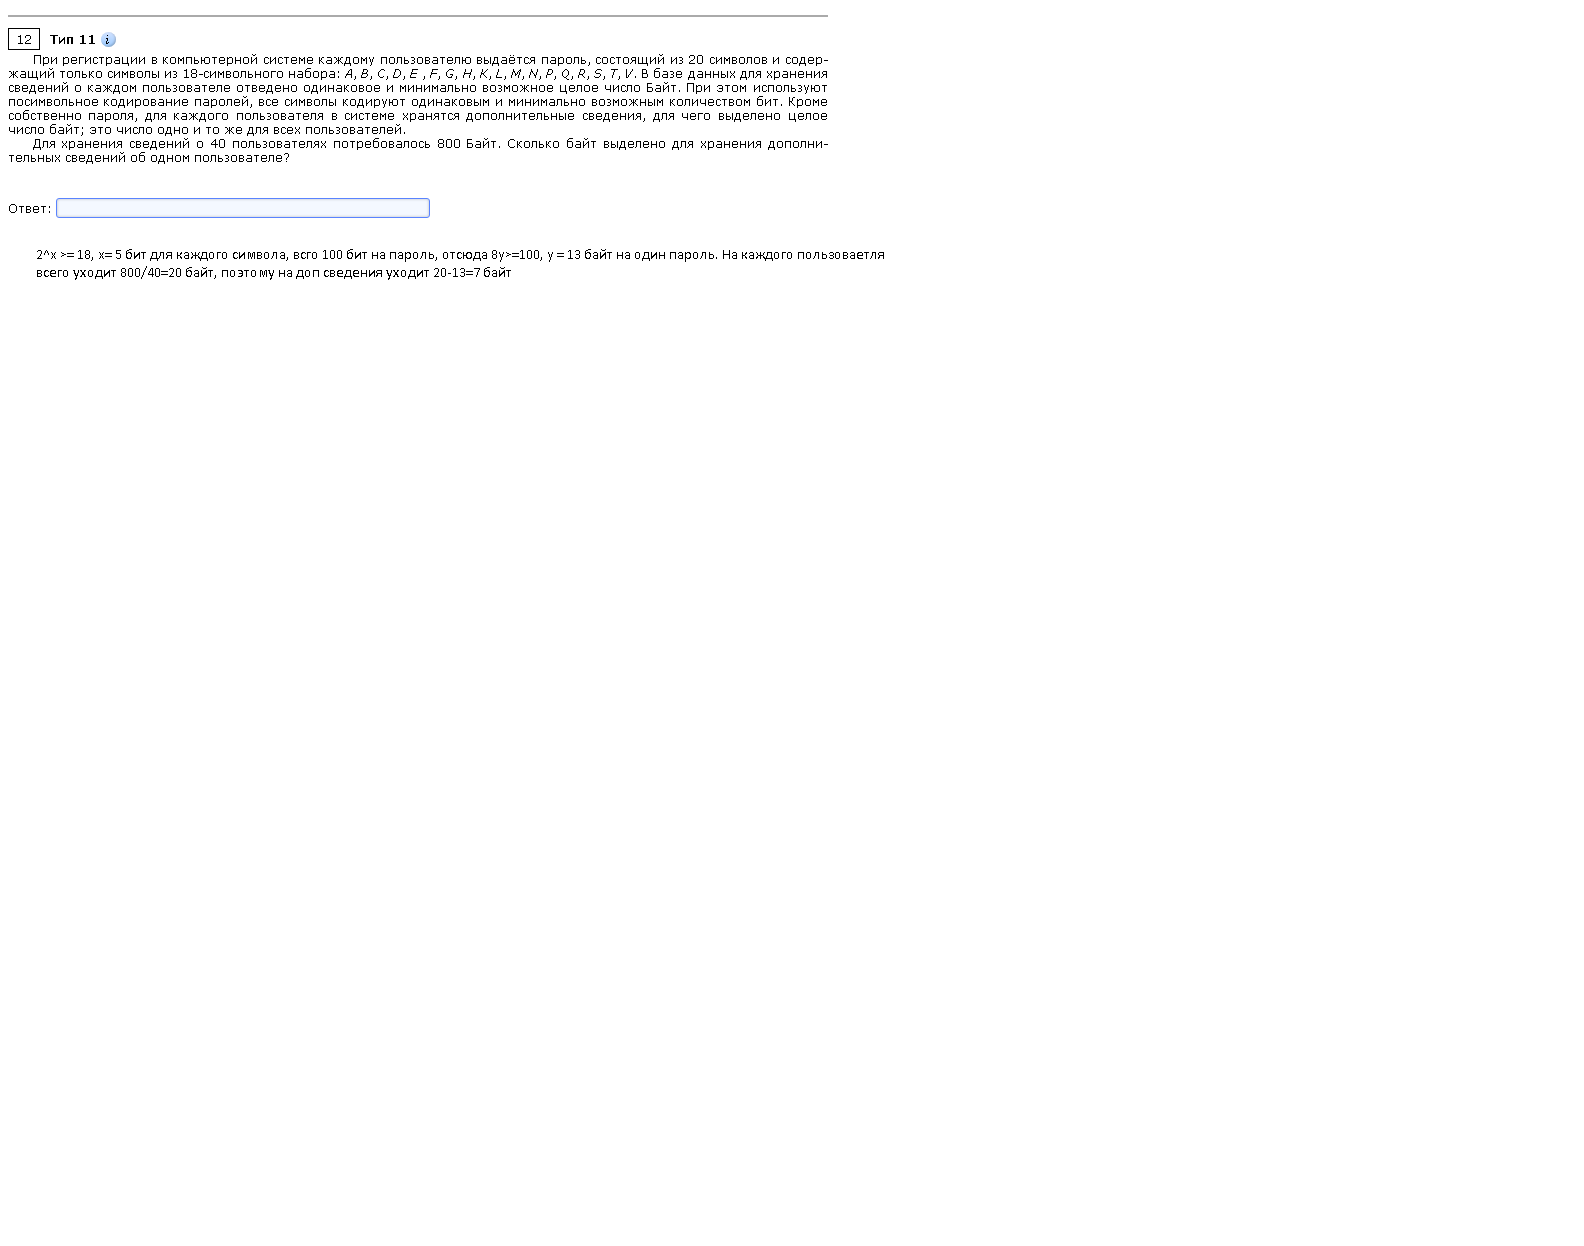 12 Тип 11 i
При регистрации в компьютерной системе каждому пользователю выдаётся пароль, состоящий из 20 символов и содер-
жащий только символы из 18-символьного набора: A, B, C, D, E , F, G, H, K, L, M, N, P, Q, R, S, T, V. В базе данных для хранения
сведений о каждом пользователе отведено одинаковое и минимально возможное целое число Байт. При этом используют
посимвольное кодирование паролей, все символы кодируют одинаковым и минимально возможным количеством бит. Кроме
собственно пароля, для каждого пользователя в системе хранятся дополнительные сведения, для чего выделено целое
число байт; это число одно и то же для всех пользователей.
Для хранения сведений о 40 пользователях потребовалось 800 Байт. Сколько байт выделено для хранения дополни-
тельных сведений об одном пользователе?
Ответ:
2^x >= 18, x= 5 бит для каждого символа, всго 100 бит на пароль, отсюда 8y>=100, y = 13 байт на один пароль. На каждого пользоваетля
всего уходит 800/40=20 байт, поэтому на доп сведения уходит 20-13=7 байт